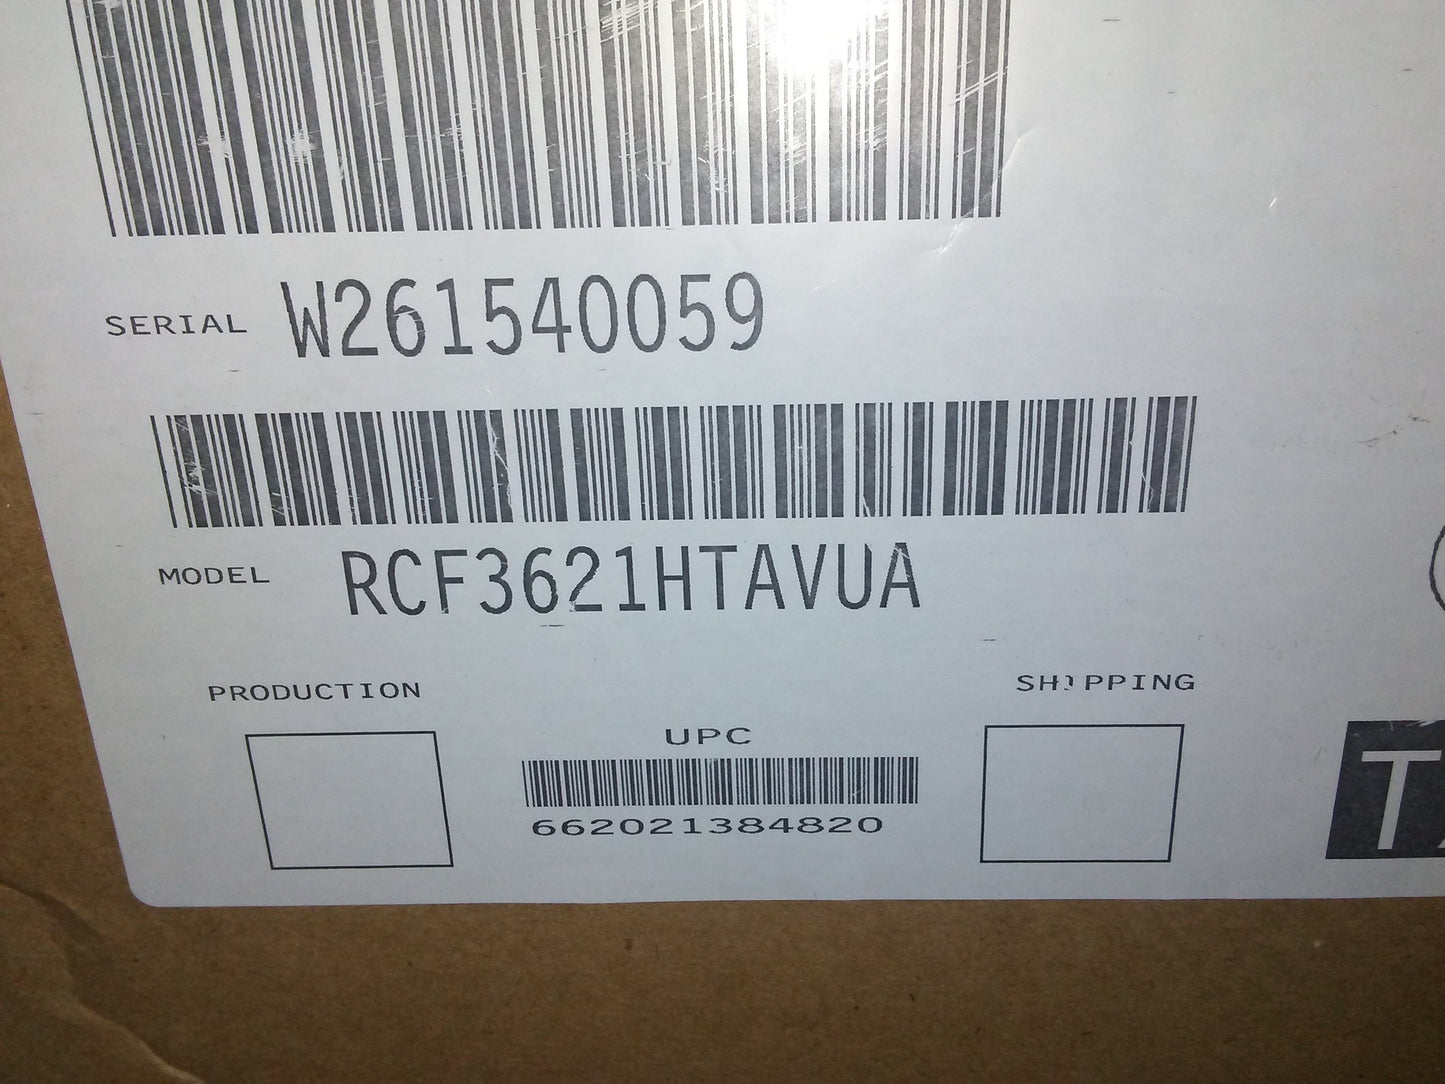 SERIAL W261540059
MODEL RCF3621HTAVUA
PRODUCTION
SHIPPING
UPC
662021384820